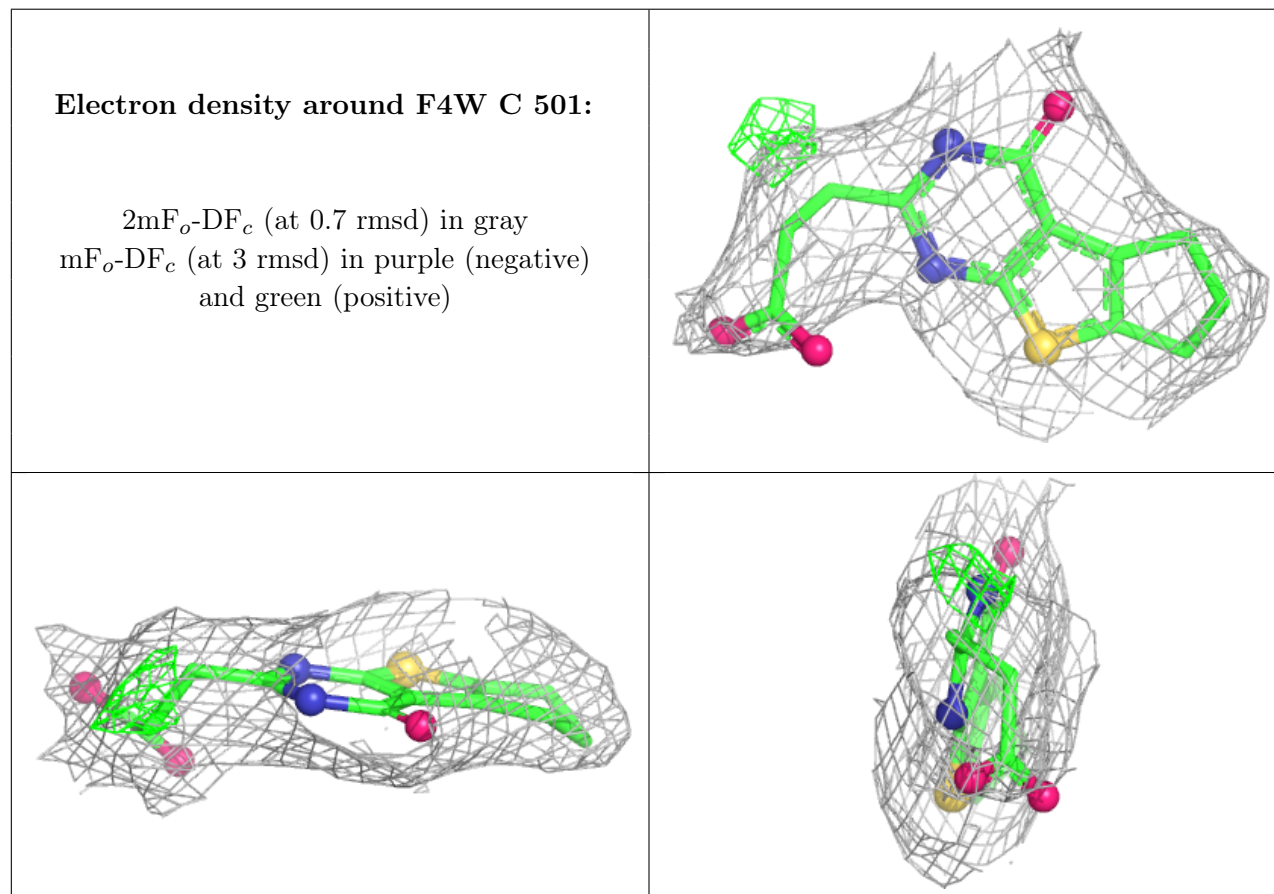 Electron density around F4W C 501:
2mFₒ-DF𝒸 (at 0.7 rmsd) in gray
mFₒ-DF𝒸 (at 3 rmsd) in purple (negative)
and green (positive)